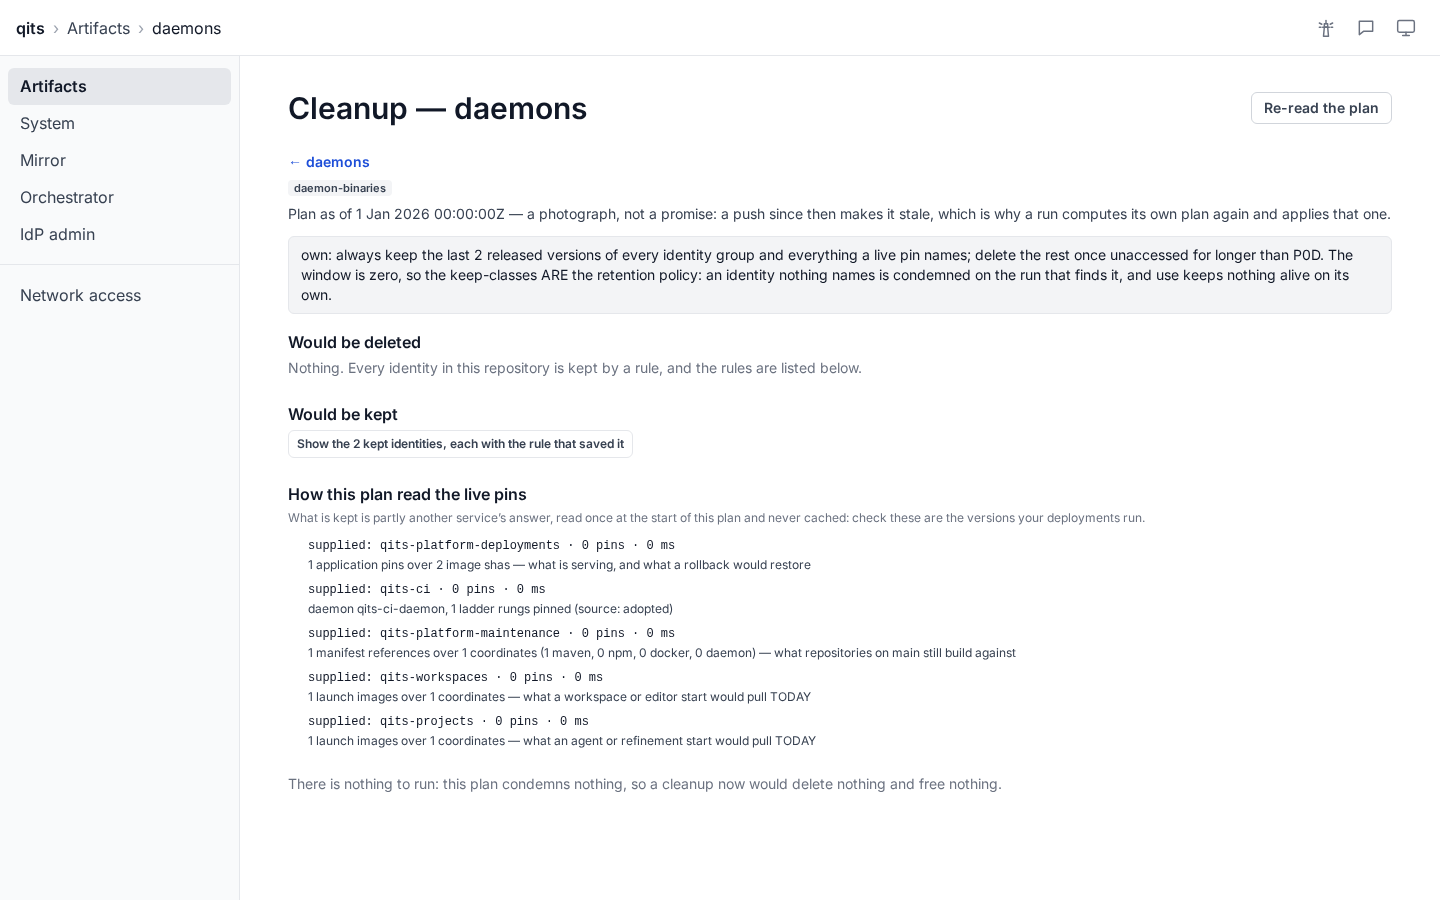 qits › Artifacts › daemons
Artifacts
System
Mirror
Orchestrator
IdP admin
Network access
Cleanup — daemons
Re-read the plan
← daemons
daemon-binaries
Plan as of 1 Jan 2026 00:00:00Z — a photograph, not a promise: a push since then makes it stale, which is why a run computes its own plan again and applies that one.
own: always keep the last 2 released versions of every identity group and everything a live pin names; delete the rest once unaccessed for longer than P0D. The
window is zero, so the keep-classes ARE the retention policy: an identity nothing names is condemned on the run that finds it, and use keeps nothing alive on its
own.
Would be deleted
Nothing. Every identity in this repository is kept by a rule, and the rules are listed below.
Would be kept
Show the 2 kept identities, each with the rule that saved it
How this plan read the live pins
What is kept is partly another service’s answer, read once at the start of this plan and never cached: check these are the versions your deployments run.
supplied: qits-platform-deployments · 0 pins · 0 ms
1 application pins over 2 image shas — what is serving, and what a rollback would restore
supplied: qits-ci · 0 pins · 0 ms
daemon qits-ci-daemon, 1 ladder rungs pinned (source: adopted)
supplied: qits-platform-maintenance · 0 pins · 0 ms
1 manifest references over 1 coordinates (1 maven, 0 npm, 0 docker, 0 daemon) — what repositories on main still build against
supplied: qits-workspaces · 0 pins · 0 ms
1 launch images over 1 coordinates — what a workspace or editor start would pull TODAY
supplied: qits-projects · 0 pins · 0 ms
1 launch images over 1 coordinates — what an agent or refinement start would pull TODAY
There is nothing to run: this plan condemns nothing, so a cleanup now would delete nothing and free nothing.